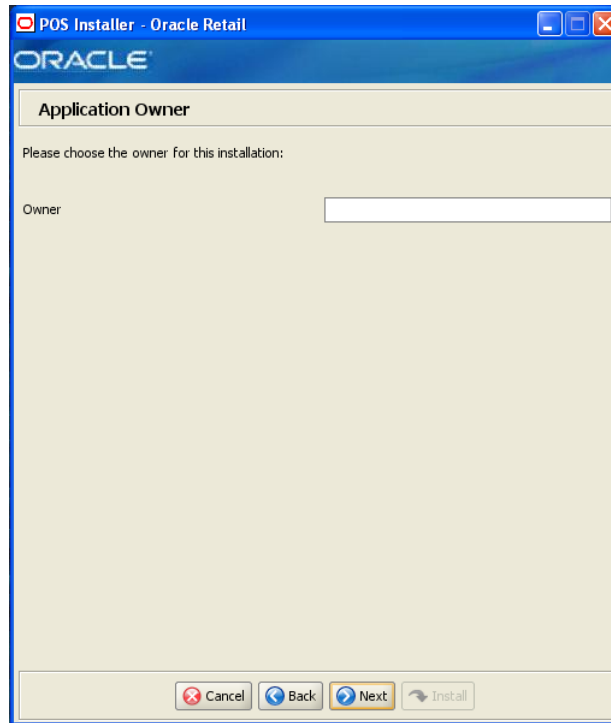 POS Installer - Oracle Retail
ORACLE
Application Owner
Please choose the owner for this installation:
Owner
Cancel Back Next Install